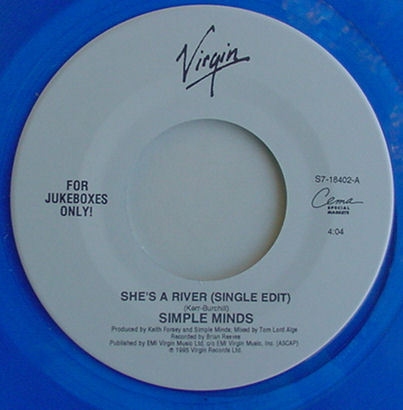 Virgin
S7-18402-A
FOR
JUKEBOXES
ONLY!
Cema
SPECIAL
MARKETS
4:04
SHE'S A RIVER (SINGLE EDIT)
(Kerr-Burchill)
SIMPLE MINDS
Produced by Keith Forsey and Simple Minds; Mixed by Tom Lord Alge
Recorded by Brian Reeves
Published by EMI Virgin Music Ltd. c/o EMI Virgin Music, Inc. (ASCAP)
℗ 1995 Virgin Records Ltd.